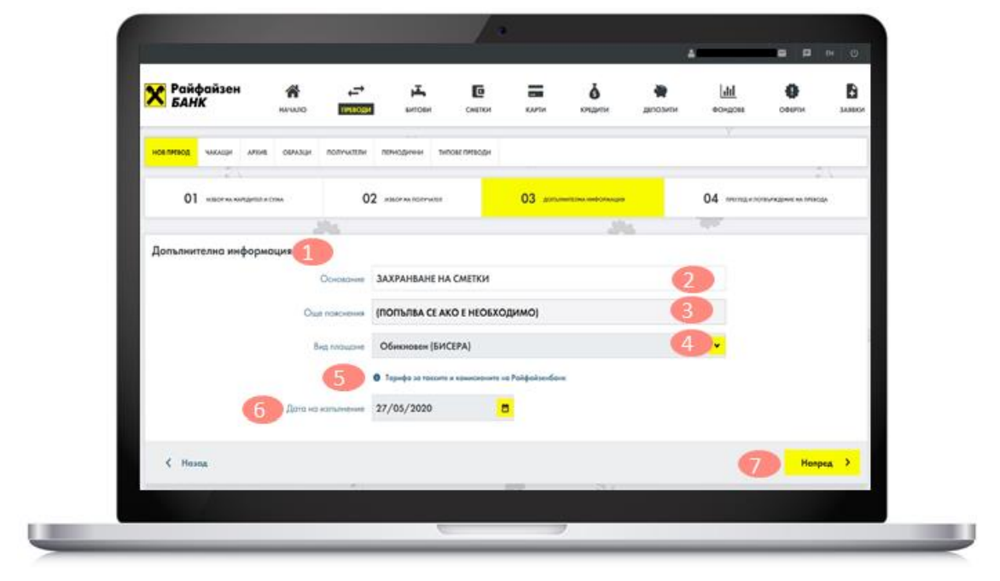 EN
Райфайзен
БАНК
НАЧАЛО
ПРЕВОДИ
БИТОВИ
СМЕТКИ
КАРТИ
КРЕДИТИ
ДЕПОЗИТИ
ФОНДОВЕ
ОФЕРТИ
ЗАЯВКИ
НОВ ПРЕВОД ЧАКАЩИ АРХИВ ОБРАЗЦИ ПОЛУЧАТЕЛИ ПЕРИОДИЧНИ ТИПОВЕ ПРЕВОДИ
01 ИЗБОР НА НАРЕДИТЕЛ И СУМА
02 ИЗБОР НА ПОЛУЧАТЕЛ
03 ДОПЪЛНИТЕЛНА ИНФОРМАЦИЯ
04 ПРЕГЛЕД И ПОТВЪРЖДЕНИЕ НА ПРЕВОДА
Допълнителна информация 1
Основание ЗАХРАНВАНЕ НА СМЕТКИ 2
Още пояснения (ПОПЪЛВА СЕ АКО Е НЕОБХОДИМО) 3
Вид плащане Обикновен (БИСЕРА) 4
5 Тарифа за таксите и комисионите на Райфайзенбанк
6 Дата на изпълнение 27/05/2020
Назад 7 Напред